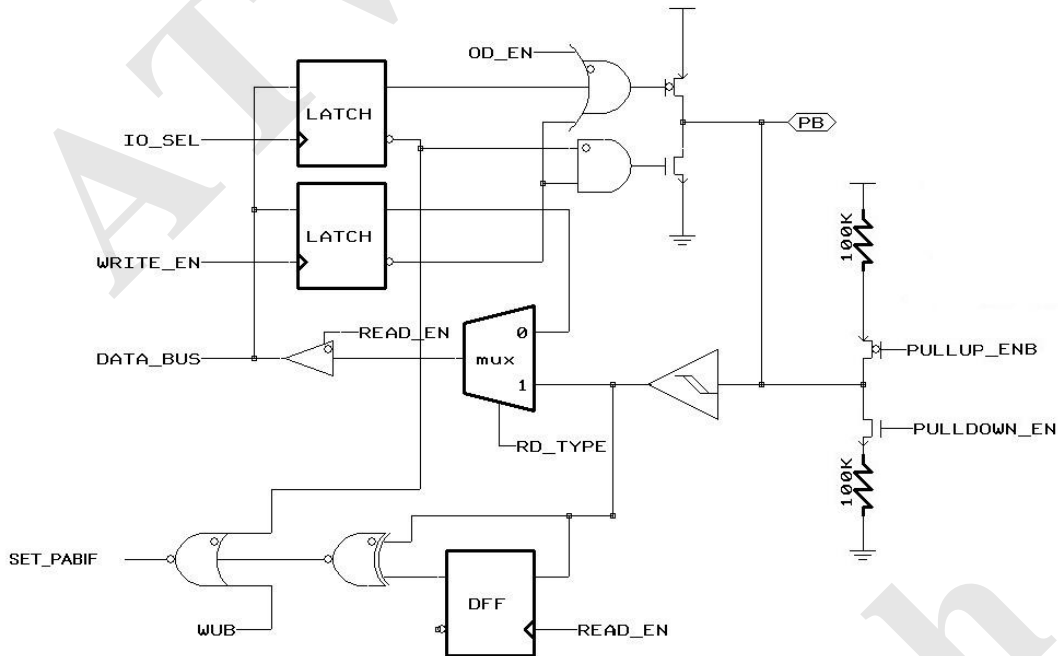 OD_EN
LATCH
IO_SEL
PB
LATCH
WRITE_EN
100K
READ_EN
0
DATA_BUS
mux
PULLUP_ENB
1
PULLDOWN_EN
RD_TYPE
100K
SET_PABIF
DFF
WUB
READ_EN